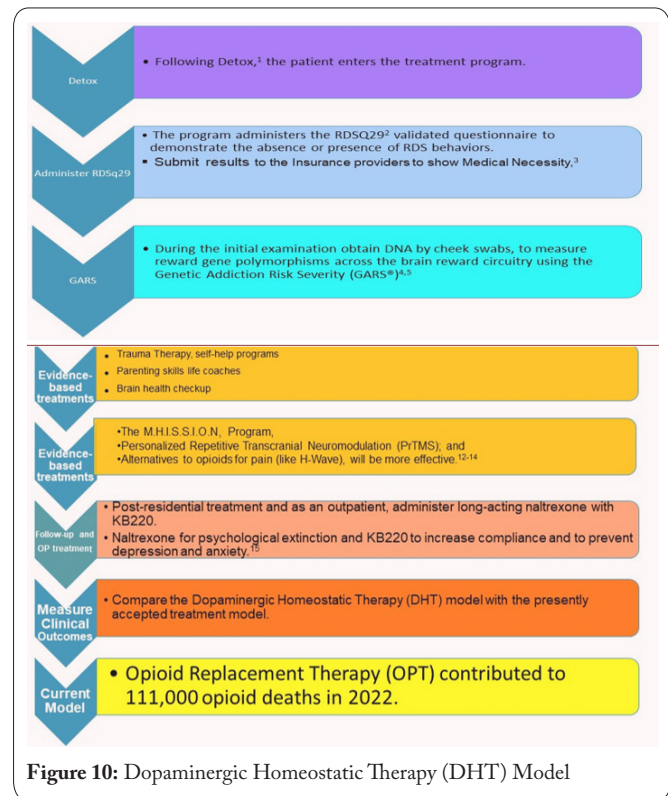 Detox
• Following Detox,¹ the patient enters the treatment program.
Administer RDSq29
• The program administers the RDSQ29² validated questionnaire to
demonstrate the absence or presence of RDS behaviors.
▪ Submit results to the Insurance providers to show Medical Necessity,³
GARS
• During the initial examination obtain DNA by cheek swabs, to measure
reward gene polymorphisms across the brain reward circuitry using the
Genetic Addiction Risk Severity (GARS®)⁴,⁵
Evidence-
based
treatments
• Trauma Therapy, self-help programs
• Parenting skills life coaches
• Brain health checkup
Evidence-
based
treatments
•The M.H.I.S.S.I.O.N, Program,
•Personalized Repetitive Transcranial Neuromodulation (PrTMS); and
•Alternatives to opioids for pain (like H-Wave), will be more effective.¹²⁻¹⁴
Follow-up and
OP treatment
• Post-residential treatment and as an outpatient, administer long-acting naltrexone with
KB220.
• Naltrexone for psychological extinction and KB220 to increase compliance and to prevent
depression and anxiety.¹⁵
Measure
Clinical
Outcomes
• Compare the Dopaminergic Homeostatic Therapy (DHT) model with the presently
accepted treatment model.
Current
Model
• Opioid Replacement Therapy (OPT) contributed to
111,000 opioid deaths in 2022.
Figure 10: Dopaminergic Homeostatic Therapy (DHT) Model